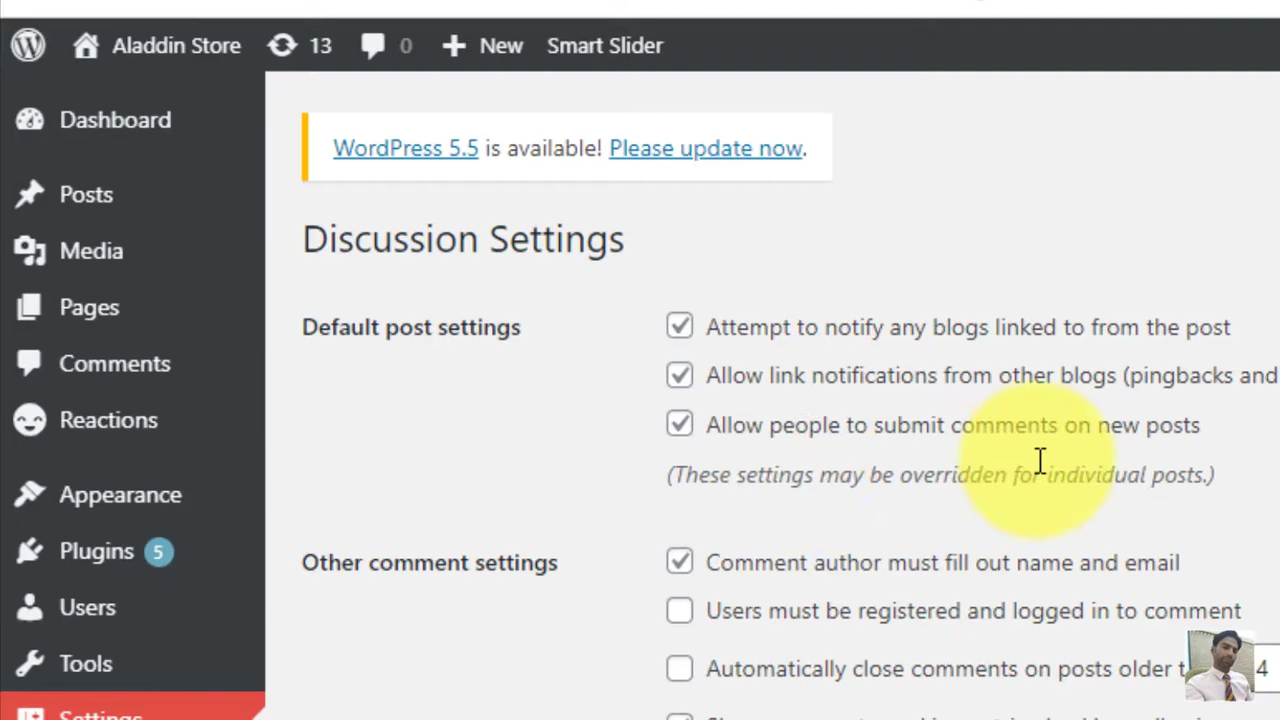 Aladdin Store 13 0 New Smart Slider
Dashboard
Posts
Media
Pages
Comments
Reactions
Appearance
Plugins 5
Users
Tools
Settings
WordPress 5.5 is available! Please update now.
Discussion Settings
Default post settings
Attempt to notify any blogs linked to from the post
Allow link notifications from other blogs (pingbacks and
Allow people to submit comments on new posts
(These settings may be overridden for individual posts.)
Other comment settings
Comment author must fill out name and email
Users must be registered and logged in to comment
Automatically close comments on posts older t 4